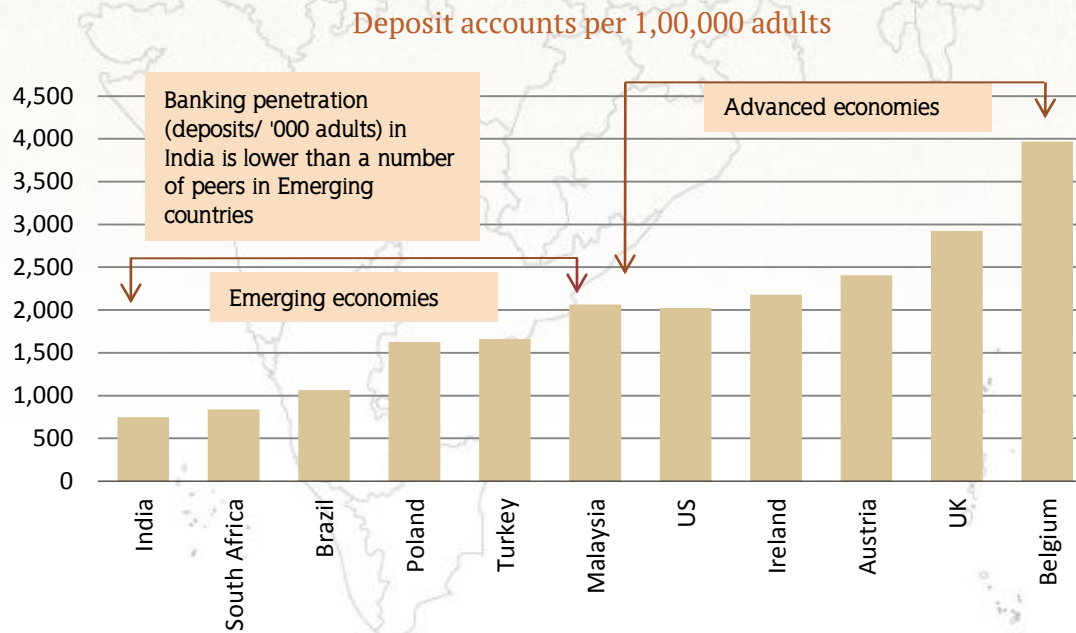 Deposit accounts per 1,00,000 adults
4,500
4,000
3,500
3,000
2,500
2,000
1,500
1,000
500
0
Banking penetration
(deposits/ '000 adults) in
India is lower than a number
of peers in Emerging
countries
Advanced economies
Emerging economies
India
South Africa
Brazil
Poland
Turkey
Malaysia
US
Ireland
Austria
UK
Belgium